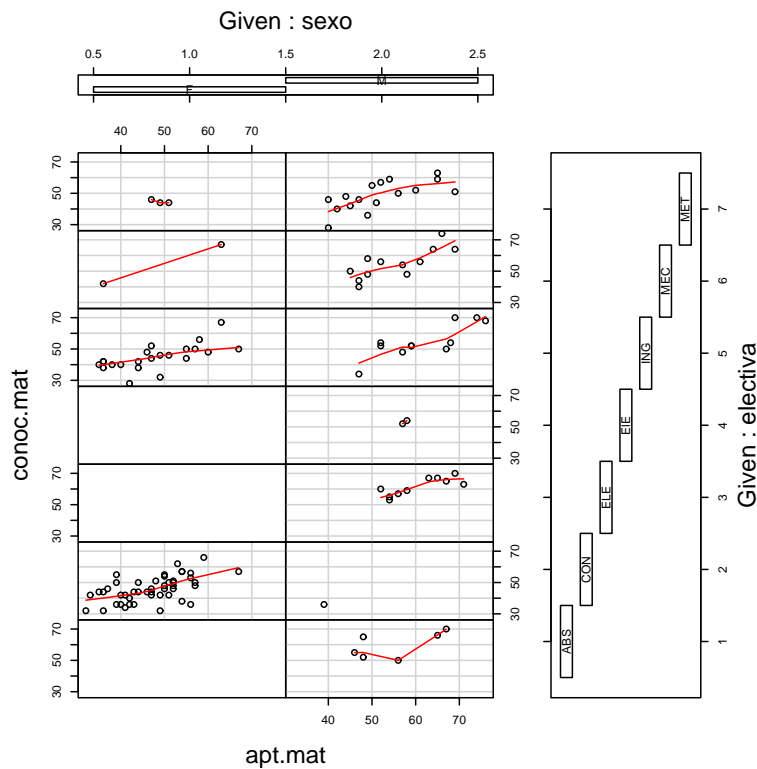 Given : sexo
0.5 1.0 1.5 2.0 2.5
M
F
40 50 60 70
30 50 70
30 50 70
30 50 70
30 50 70
30 50 70
30 50 70
30 50 70
40 50 60 70
apt.mat
conoc.mat
ABS
CON
ELE
EIE
ING
MEC
MET
1 2 3 4 5 6 7
Given : electiva